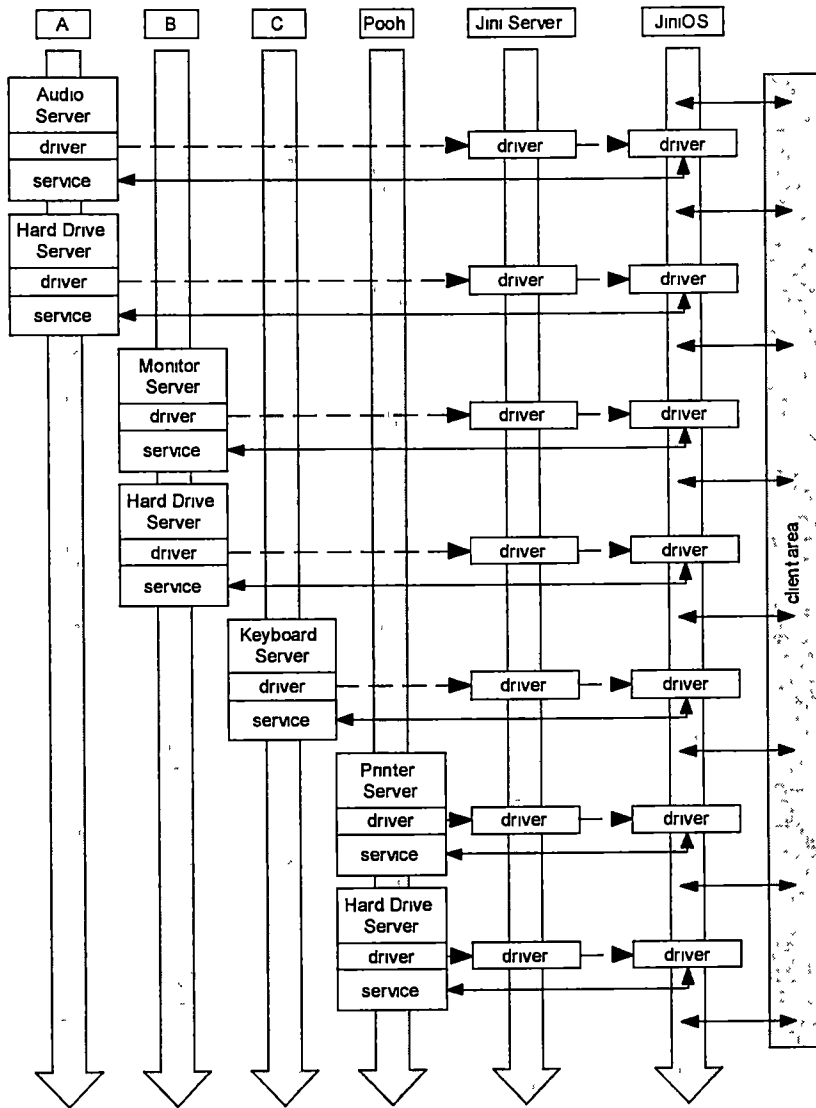 A B C Pooh Jini Server JiniOS
Audio
Server
driver driver driver
service
Hard Drive
Server
driver driver driver
service
Monitor
Server
driver driver driver
service
Hard Drive
Server
driver driver driver
service
client area
Keyboard
Server
driver driver driver
service
Printer
Server
driver driver driver
service
Hard Drive
Server
driver driver driver
service